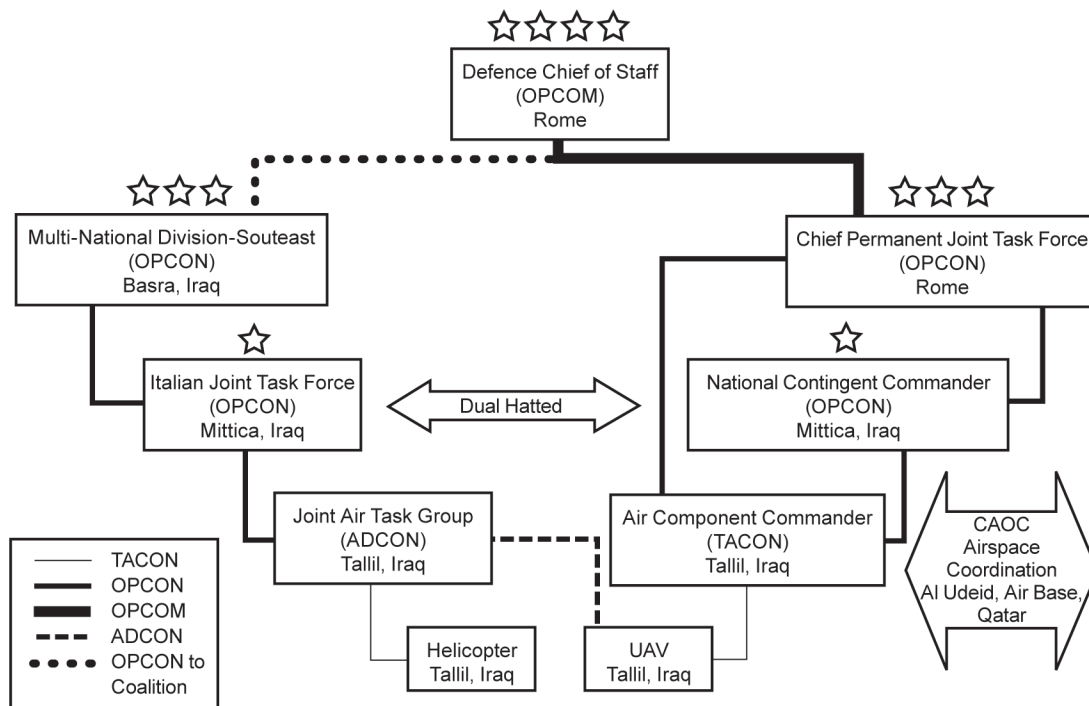 Defence Chief of Staff
(OPCOM)
Rome
Multi-National Division-Souteast
(OPCON)
Basra, Iraq
Chief Permanent Joint Task Force
(OPCON)
Rome
Italian Joint Task Force
(OPCON)
Mittica, Iraq
Dual Hatted
National Contingent Commander
(OPCON)
Mittica, Iraq
Joint Air Task Group
(ADCON)
Tallil, Iraq
Air Component Commander
(TACON)
Tallil, Iraq
CAOC
Airspace
Coordination
Al Udeid, Air Base,
Qatar
Helicopter
Tallil, Iraq
UAV
Tallil, Iraq
TACON
OPCON
OPCOM
ADCON
OPCON to
Coalition